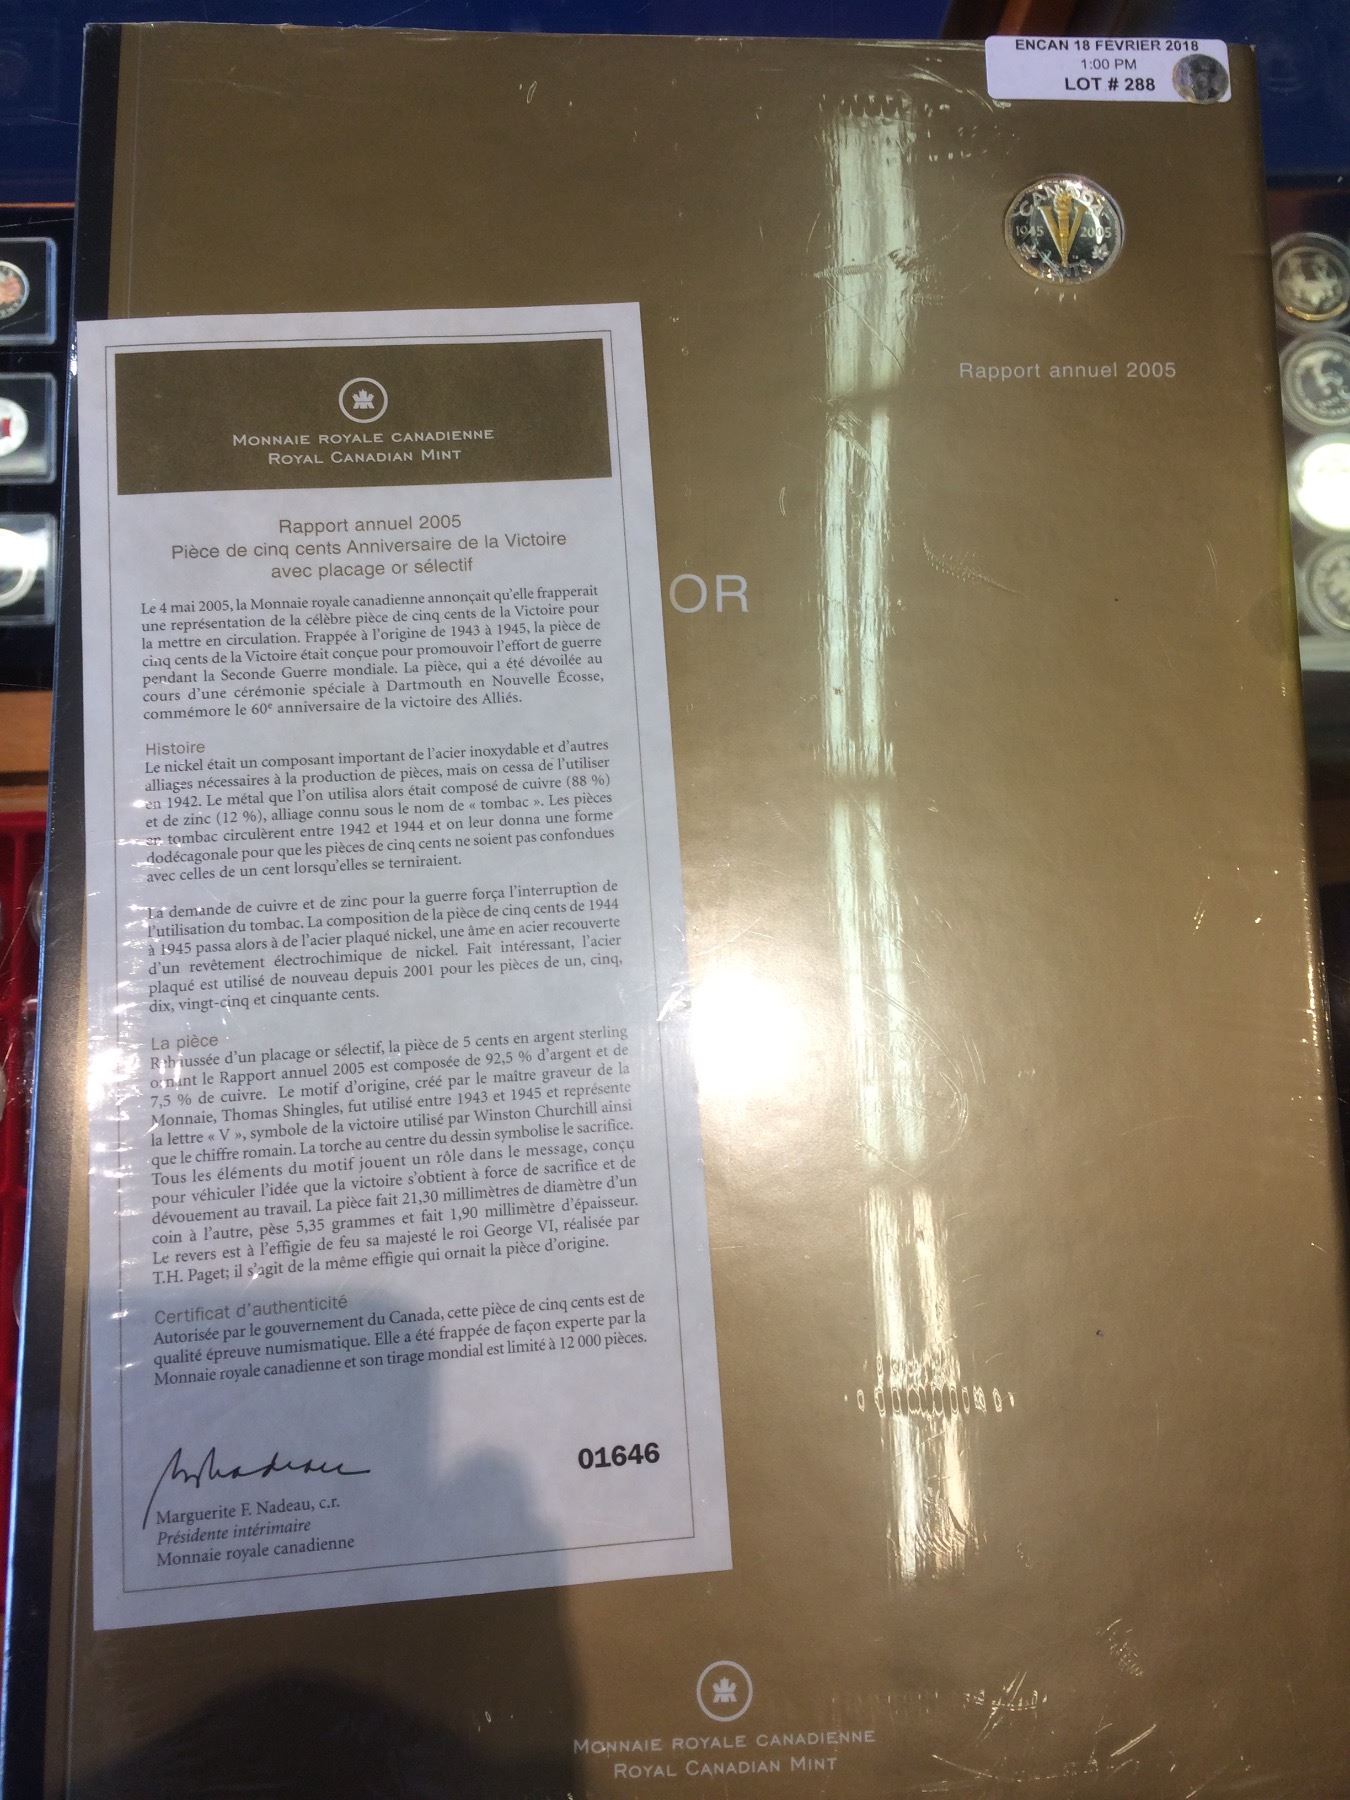 ENCAN 18 FEVRIER 2018
1:00 PM
LOT # 288
CANADA
1945 2005
CENTS
Rapport annuel 2005
OR
MONNAIE ROYALE CANADIENNE
ROYAL CANADIAN MINT
Rapport annuel 2005
Pièce de cinq cents Anniversaire de la Victoire
avec placage or sélectif
Le 4 mai 2005, la Monnaie royale canadienne annonçait qu'elle frapperait
une représentation de la célèbre pièce de cinq cents de la Victoire pour
la mettre en circulation. Frappée à l'origine de 1943 à 1945, la pièce de
cinq cents de la Victoire était conçue pour promouvoir l'effort de guerre
pendant la Seconde Guerre mondiale. La pièce, qui a été dévoilée au
cours d'une cérémonie spéciale à Dartmouth en Nouvelle Écosse,
commémore le 60e anniversaire de la victoire des Alliés.
Histoire
Le nickel était un composant important de l'acier inoxydable et d'autres
alliages nécessaires à la production de pièces, mais on cessa de l'utiliser
en 1942. Le métal que l'on utilisa alors était composé de cuivre (88 %)
et de zinc (12 %), alliage connu sous le nom de « tombac ». Les pièces
en tombac circulèrent entre 1942 et 1944 et on leur donna une forme
dodécagonale pour que les pièces de cinq cents ne soient pas confondues
avec celles de un cent lorsqu'elles se terniraient.
La demande de cuivre et de zinc pour la guerre força l'interruption de
l'utilisation du tombac. La composition de la pièce de cinq cents de 1944
à 1945 passa alors à de l'acier plaqué nickel, une âme en acier recouverte
d'un revêtement électrochimique de nickel. Fait intéressant, l'acier
plaqué est utilisé de nouveau depuis 2001 pour les pièces de un, cinq,
dix, vingt-cinq et cinquante cents.
La pièce
Rehaussée d'un placage or sélectif, la pièce de 5 cents en argent sterling
ornant le Rapport annuel 2005 est composée de 92,5 % d'argent et de
7,5 % de cuivre. Le motif d'origine, créé par le maître graveur de la
Monnaie, Thomas Shingles, fut utilisé entre 1943 et 1945 et représente
la lettre « V », symbole de la victoire utilisé par Winston Churchill ainsi
que le chiffre romain. La torche au centre du dessin symbolise le sacrifice.
Tous les éléments du motif jouent un rôle dans le message, conçu
pour véhiculer l'idée que la victoire s'obtient à force de sacrifice et de
dévouement au travail. La pièce fait 21,30 millimètres de diamètre d'un
coin à l'autre, pèse 5,35 grammes et fait 1,90 millimètre d'épaisseur.
Le revers est à l'effigie de feu sa majesté le roi George VI, réalisée par
T.H. Paget; il s'agit de la même effigie qui ornait la pièce d'origine.
Certificat d'authenticité
Autorisée par le gouvernement du Canada, cette pièce de cinq cents est de
qualité épreuve numismatique. Elle a été frappée de façon experte par la
Monnaie royale canadienne et son tirage mondial est limité à 12 000 pièces.
01646
Marguerite F. Nadeau, c.r.
Présidente intérimaire
Monnaie royale canadienne
MONNAIE ROYALE CANADIENNE
ROYAL CANADIAN MINT